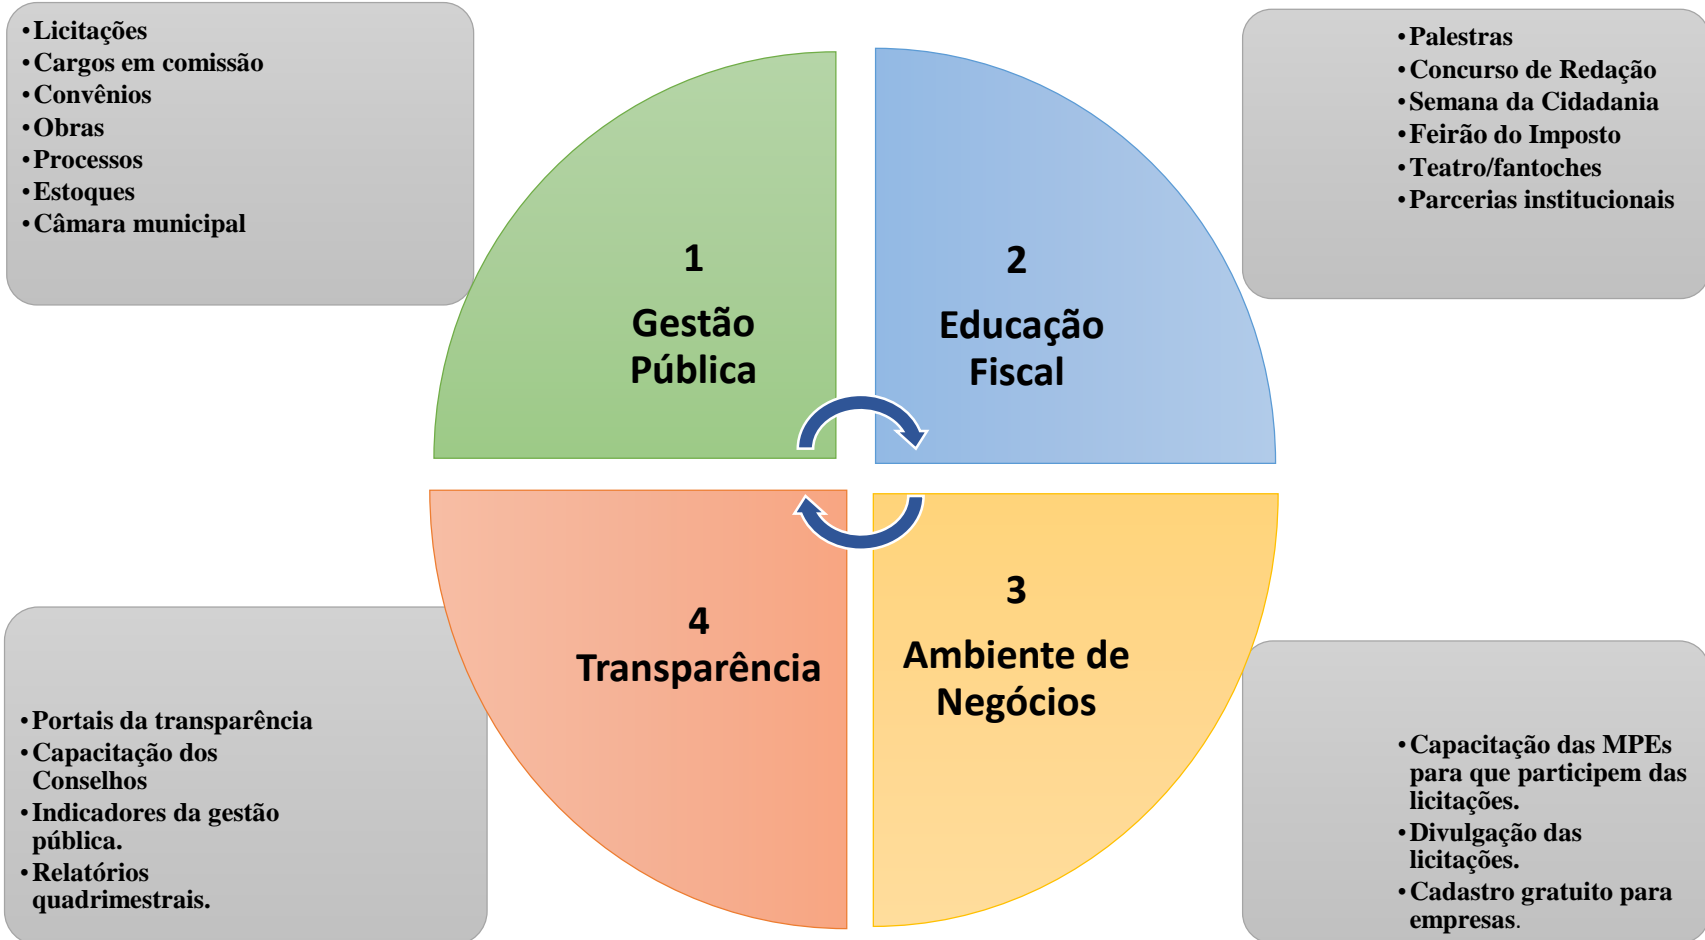 •Licitações
•Cargos em comissão
•Convênios
•Obras
•Processos
•Estoques
•Câmara municipal
•Palestras
•Concurso de Redação
•Semana da Cidadania
•Feirão do Imposto
•Teatro/fantoches
•Parcerias institucionais
1
Gestão
Pública
2
Educação
Fiscal
3
Ambiente de
Negócios
4
Transparência
•Portais da transparência
•Capacitação dos
Conselhos
•Indicadores da gestão
pública.
•Relatórios
quadrimestrais.
•Capacitação das MPEs
para que participem das
licitações.
•Divulgação das
licitações.
•Cadastro gratuito para
empresas.